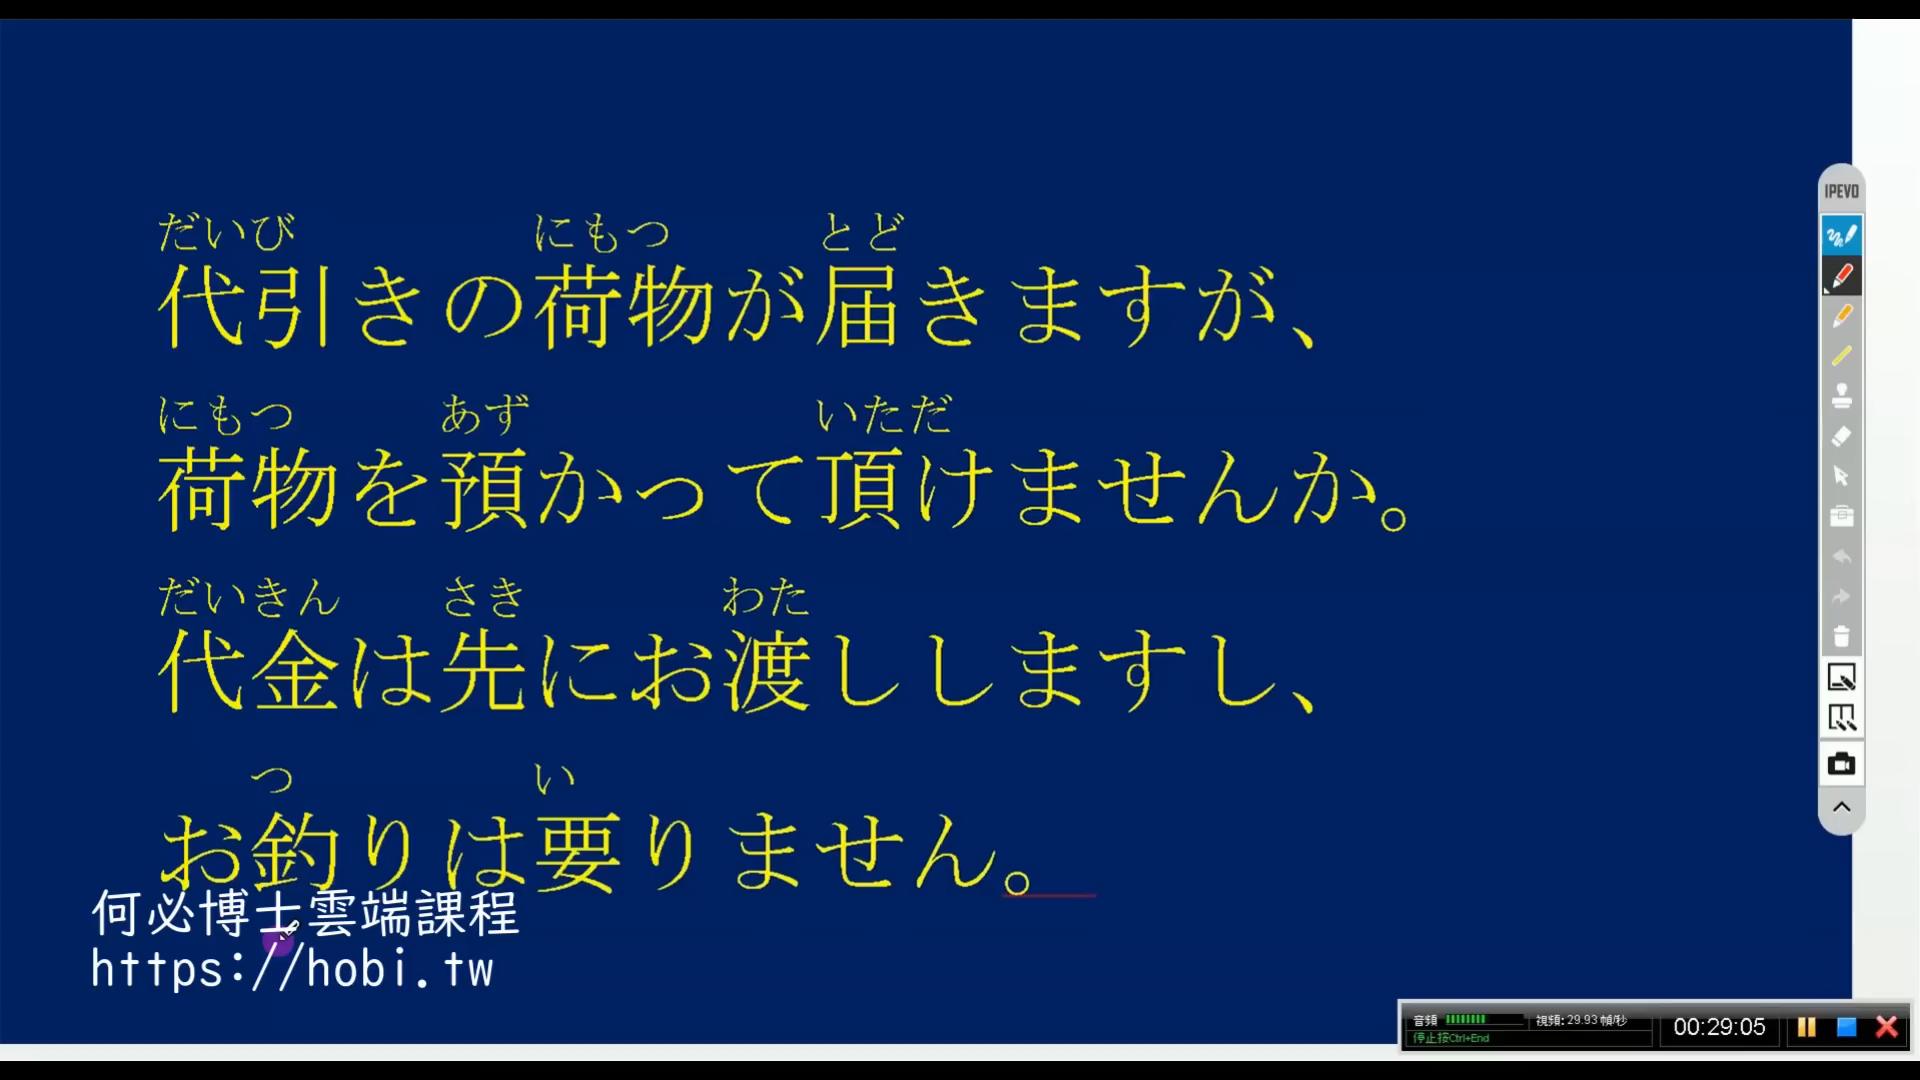 だいび にもつ とど
代引きの荷物が届きますが、
にもつ あず いただ
荷物を預かって頂けませんか。
だいきん さき わた
代金は先にお渡ししますし、
つ い
お釣りは要りません。
何必博士雲端課程
https://hobi.tw
IPEVO
音頻 視頻: 29.93 幀/秒
停止按Ctrl+End
00:29:05